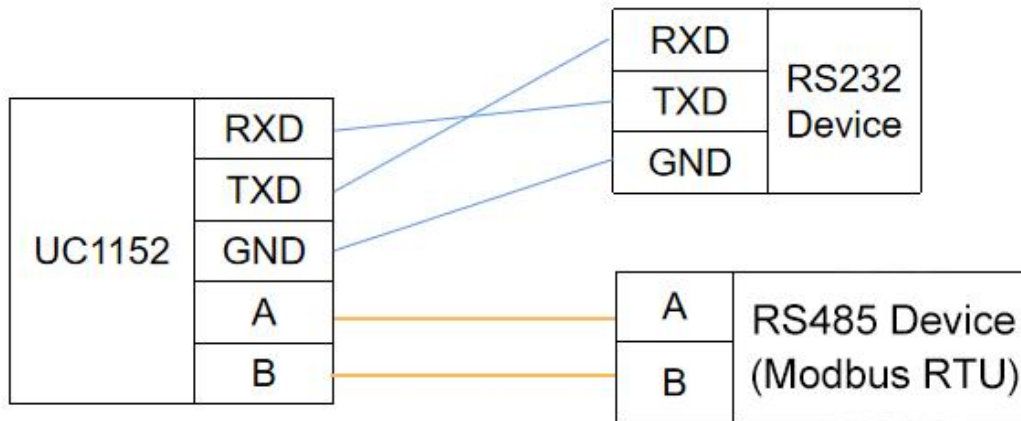 UC1152
RXD
TXD
GND
A
B
RXD
TXD
GND
RS232
Device
A
B
RS485 Device
(Modbus RTU)